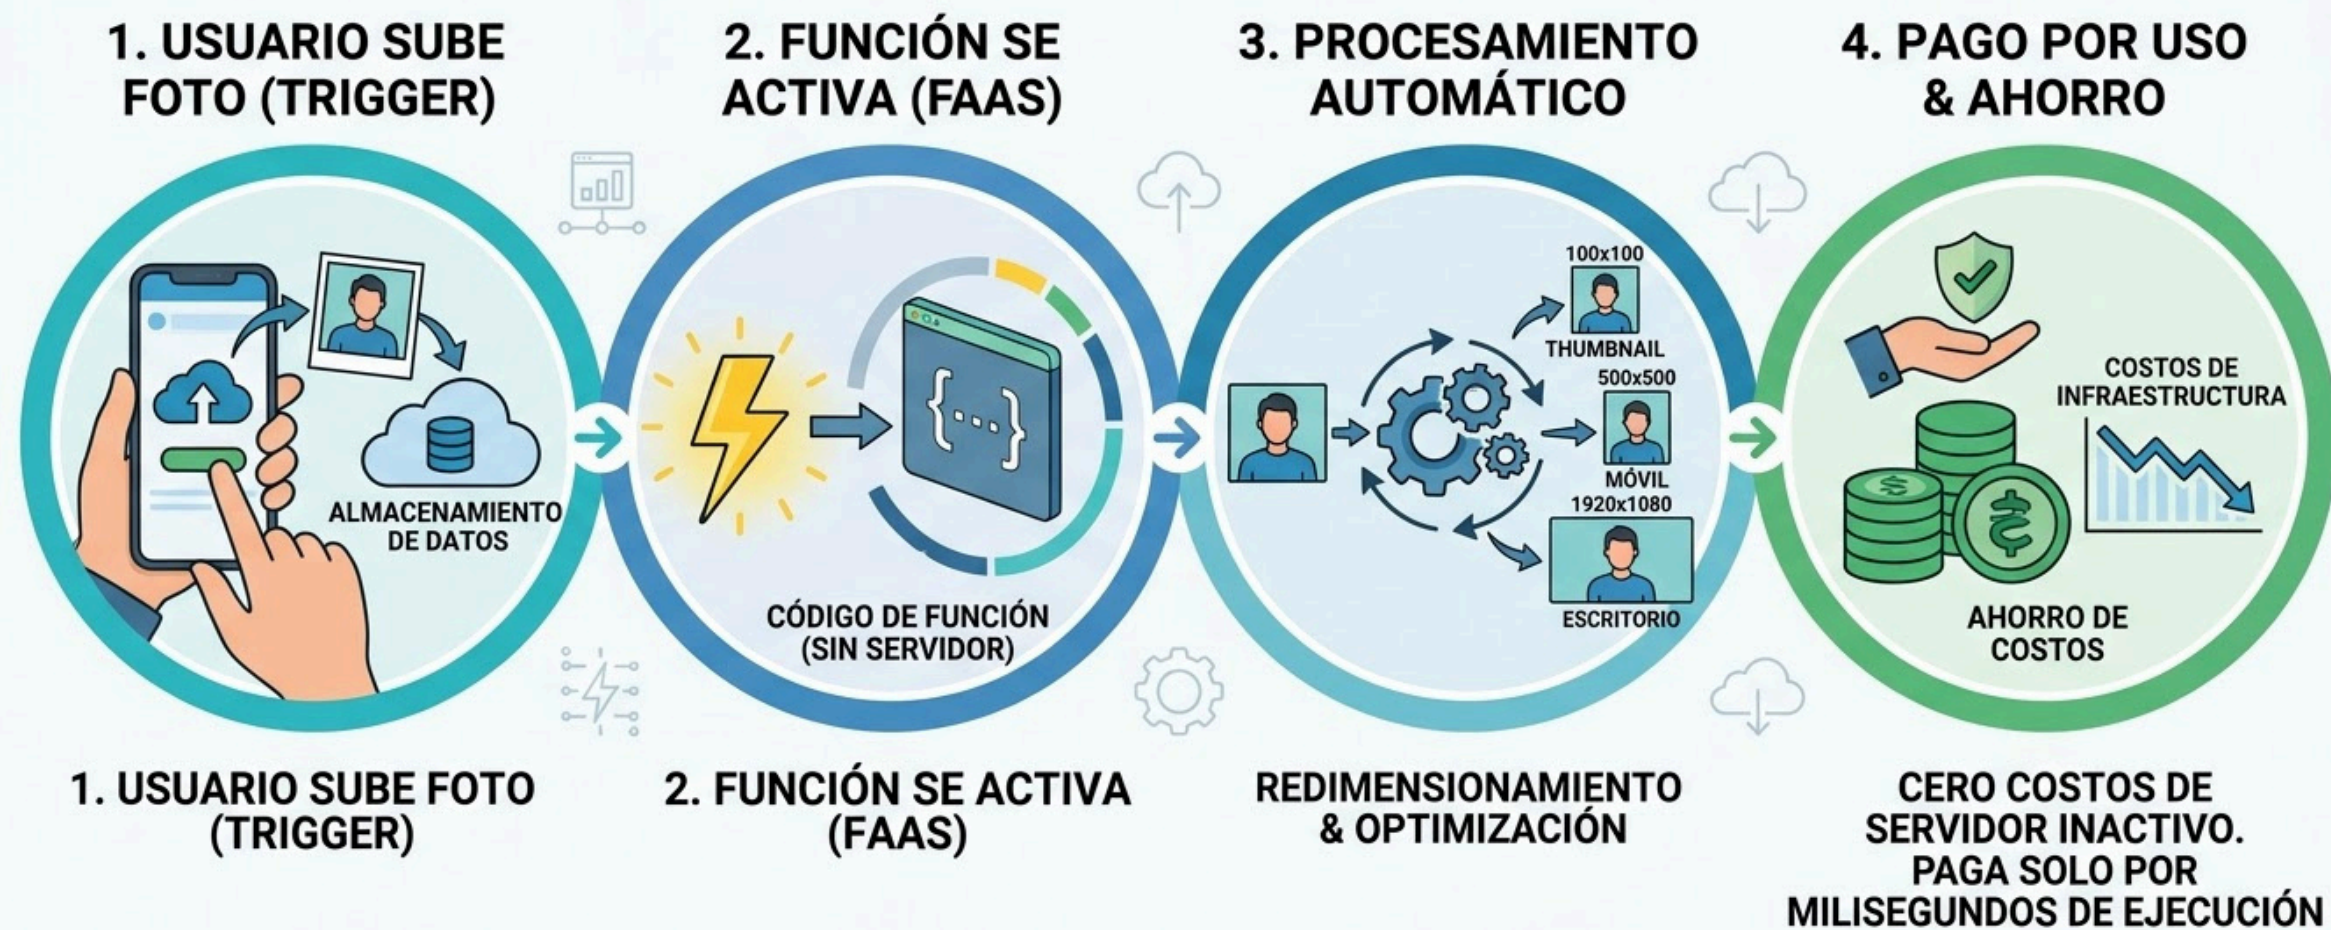 1. USUARIO SUBE
FOTO (TRIGGER)
2. FUNCIÓN SE
ACTIVA (FAAS)
3. PROCESAMIENTO
AUTOMÁTICO
4. PAGO POR USO
& AHORRO
ALMACENAMIENTO
DE DATOS
{...}
CÓDIGO DE FUNCIÓN
(SIN SERVIDOR)
100x100
THUMBNAIL
500x500
MÓVIL
1920x1080
ESCRITORIO
COSTOS DE
INFRAESTRUCTURA
$
$
AHORRO DE
COSTOS
1. USUARIO SUBE FOTO
(TRIGGER)
2. FUNCIÓN SE ACTIVA
(FAAS)
REDIMENSIONAMIENTO
& OPTIMIZACIÓN
CERO COSTOS DE
SERVIDOR INACTIVO.
PAGA SOLO POR
MILISEGUNDOS DE EJECUCIÓN